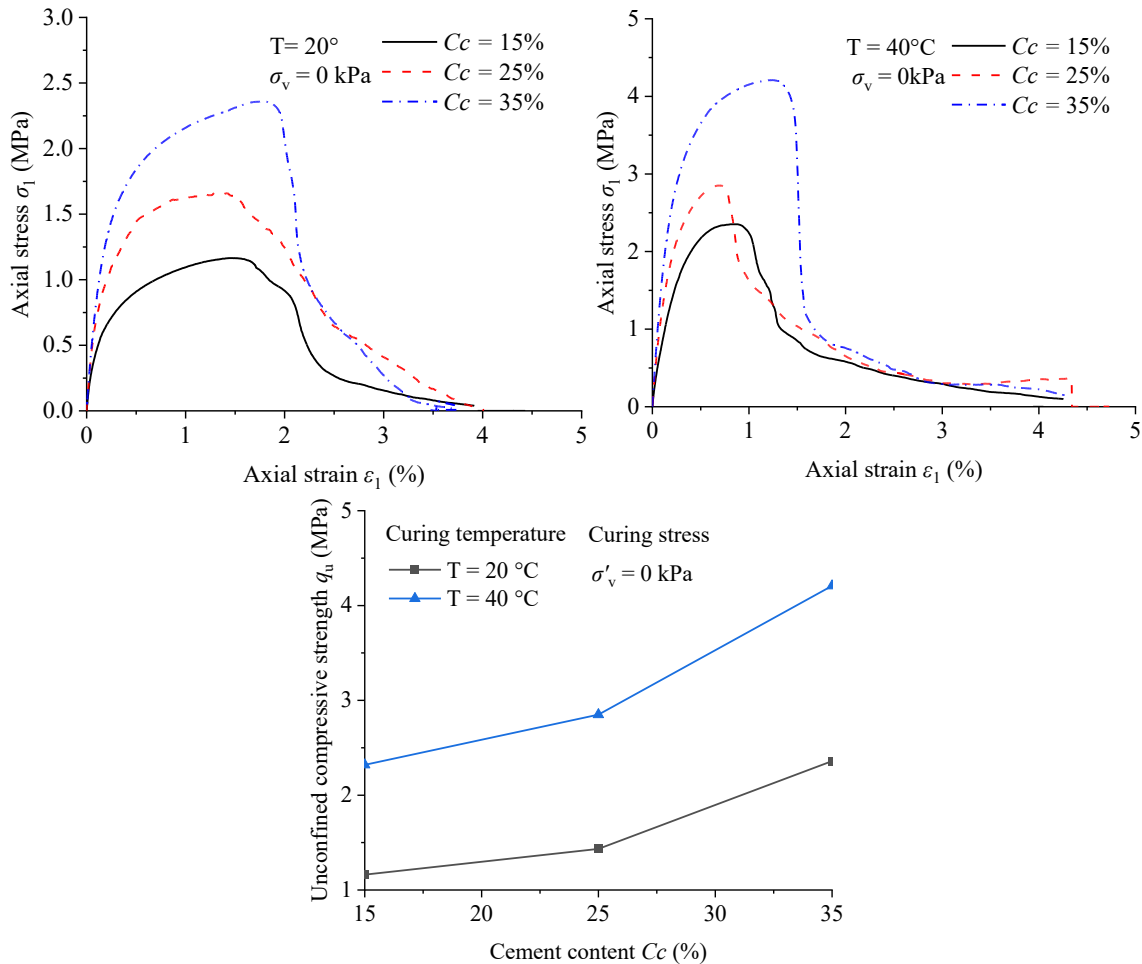 3.0
2.5
2.0
1.5
1.0
0.5
0.0
0
1
2
3
4
5
Axial stress σ1 (MPa)
Axial strain ε1 (%)
T= 20°
σv = 0 kPa
Cc = 15%
Cc = 25%
Cc = 35%
5
4
3
2
1
0
0
1
2
3
4
5
Axial stress σ1 (MPa)
Axial strain ε1 (%)
T = 40°C
σv = 0kPa
Cc = 15%
Cc = 25%
Cc = 35%
5
4
3
2
1
15
20
25
30
35
Unconfined compressive strength qu (MPa)
Cement content Cc (%)
Curing temperature
T = 20 °C
T = 40 °C
Curing stress
σ'v = 0 kPa